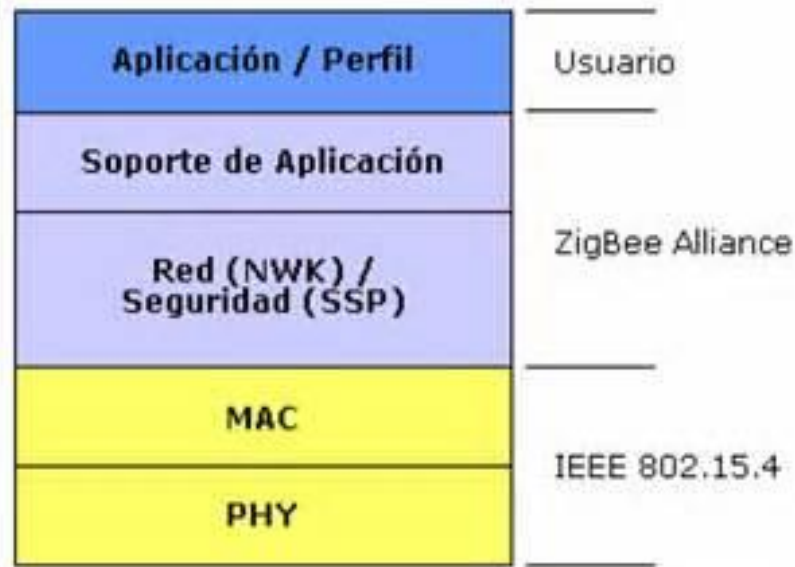 Aplicación / Perfil
Usuario
Soporte de Aplicación
Red (NWK) /
Seguridad (SSP)
ZigBee Alliance
MAC
PHY
IEEE 802.15.4